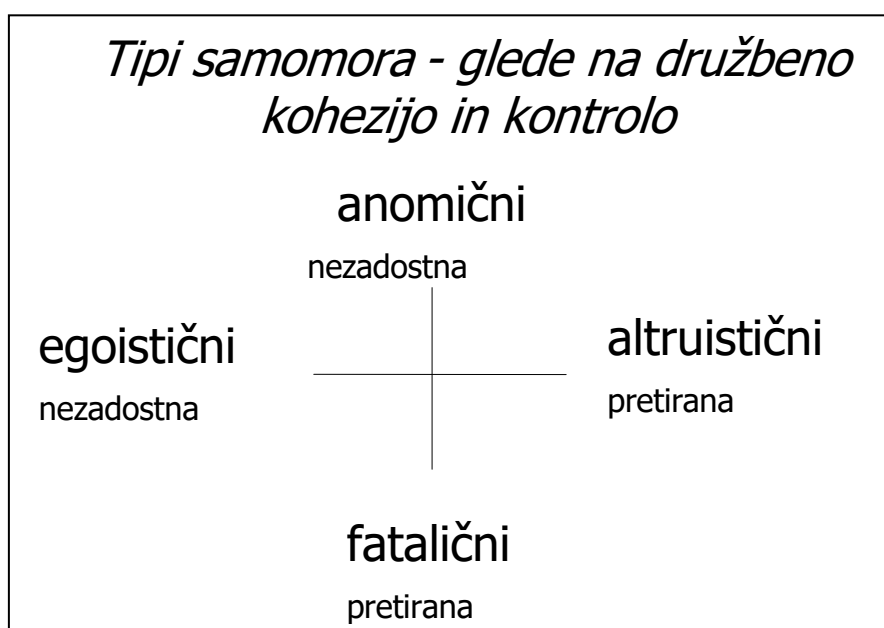 Tipi samomora - glede na družbeno
kohezijo in kontrolo
anomični
nezadostna
egoistični
nezadostna
altruistični
pretirana
fatalični
pretirana